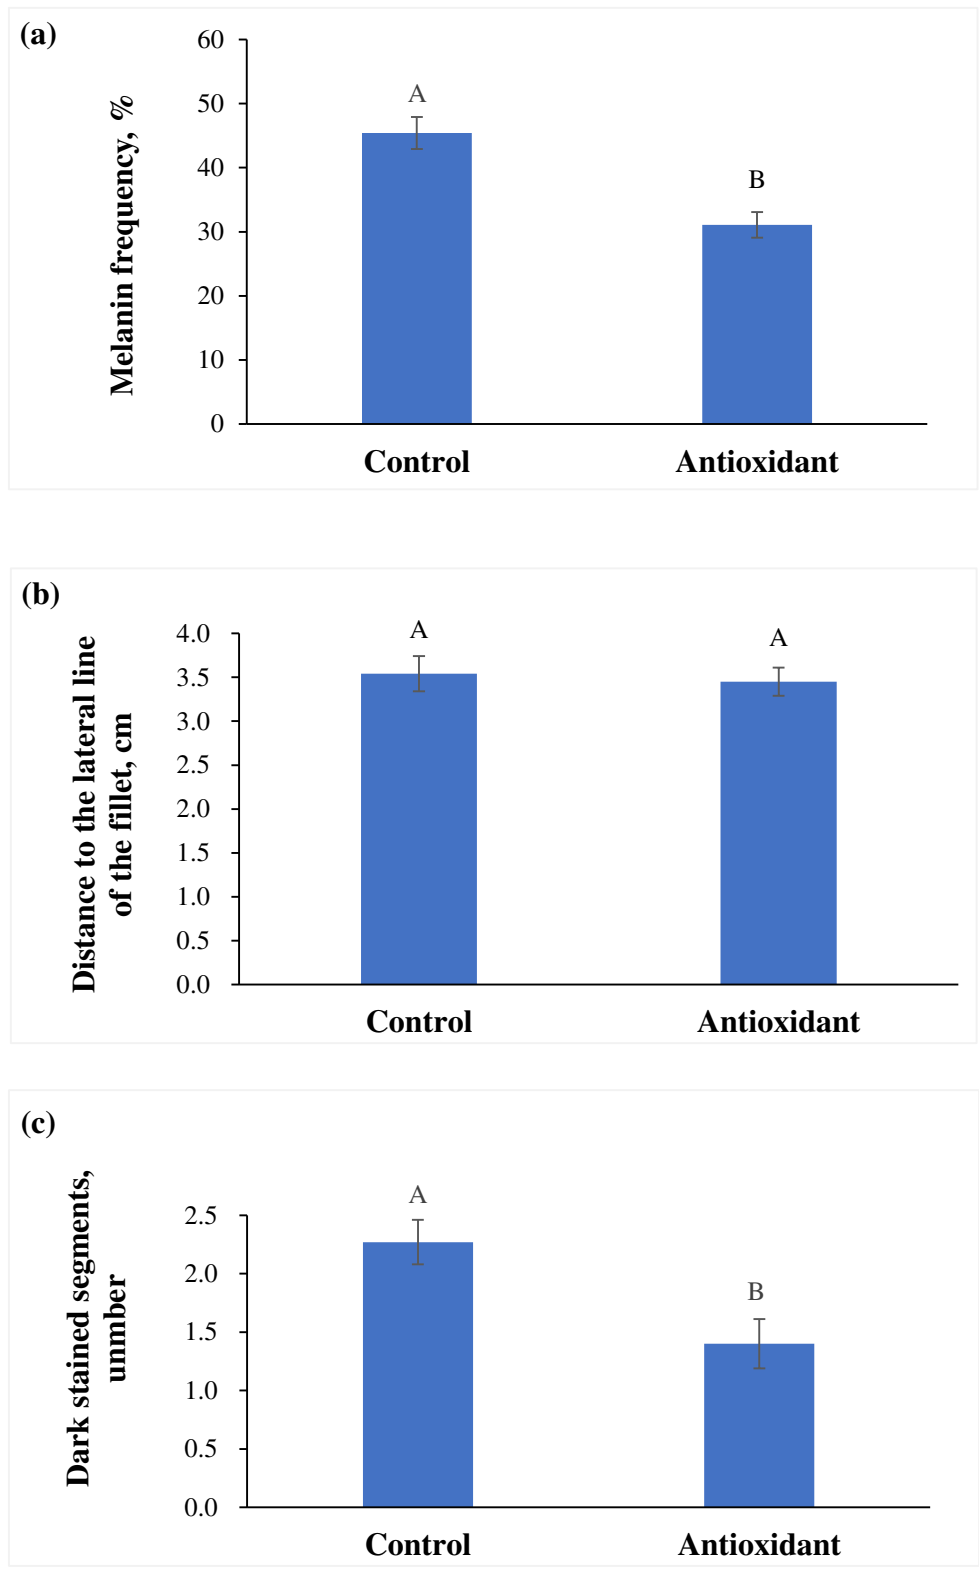 (a)
Melanin frequency, %
60
50
40
30
20
10
0
A
B
Control
Antioxidant
(b)
Distance to the lateral line
of the fillet, cm
4.0
3.5
3.0
2.5
2.0
1.5
1.0
0.5
0.0
A
A
Control
Antioxidant
(c)
Dark stained segments,
unmber
2.5
2.0
1.5
1.0
0.5
0.0
A
B
Control
Antioxidant